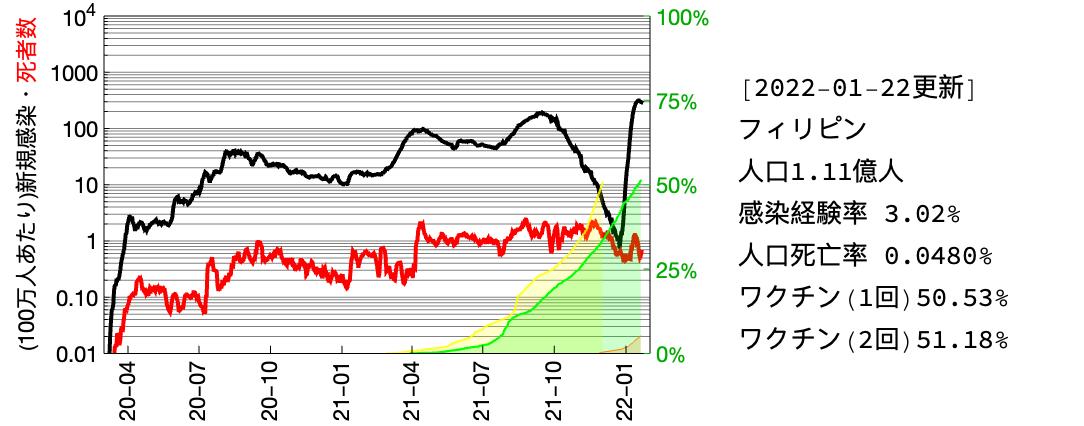 (100万人あたり)新規感染・死者数
10^4
1000
100
10
1
0.10
0.01
100%
75%
50%
25%
0%
20-04
20-07
20-10
21-01
21-04
21-07
21-10
22-01
[2022-01-22更新]
フィリピン
人口1.11億人
感染経験率 3.02%
人口死亡率 0.0480%
ワクチン(1回)50.53%
ワクチン(2回)51.18%